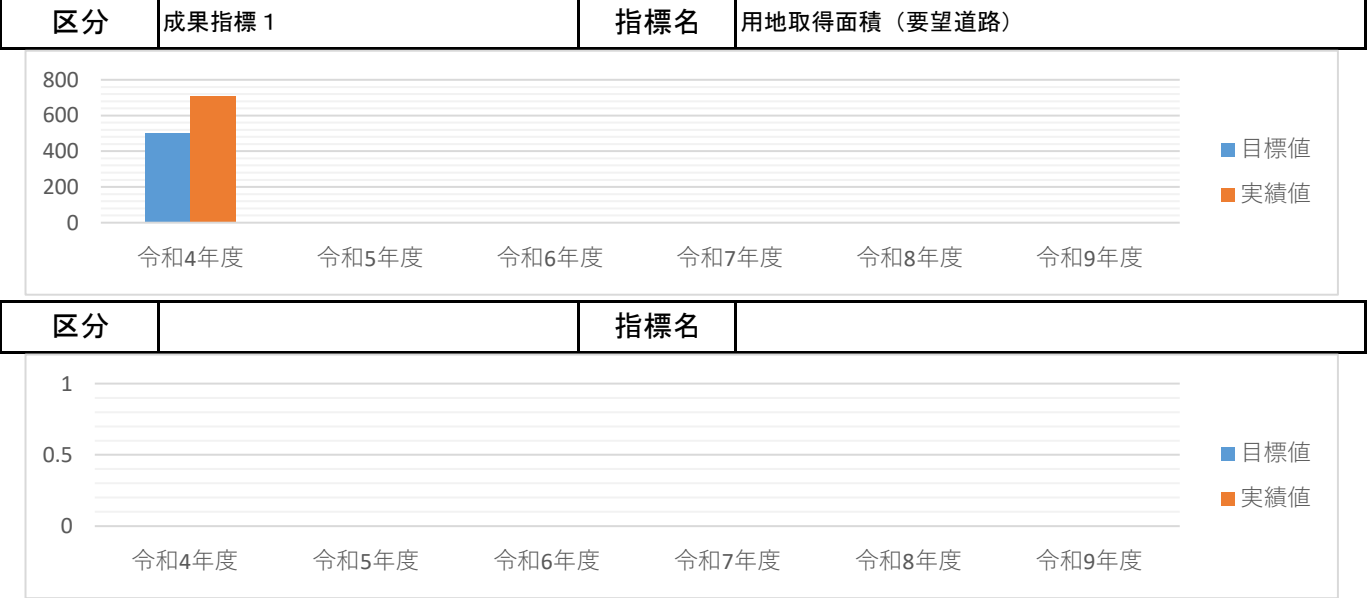 区分 成果指標１ 指標名 用地取得面積（要望道路）
800
600
400
200
0
令和4年度 令和5年度 令和6年度 令和7年度 令和8年度 令和9年度
目標値
実績値
区分 指標名
1
0.5
0
令和4年度 令和5年度 令和6年度 令和7年度 令和8年度 令和9年度
目標値
実績値